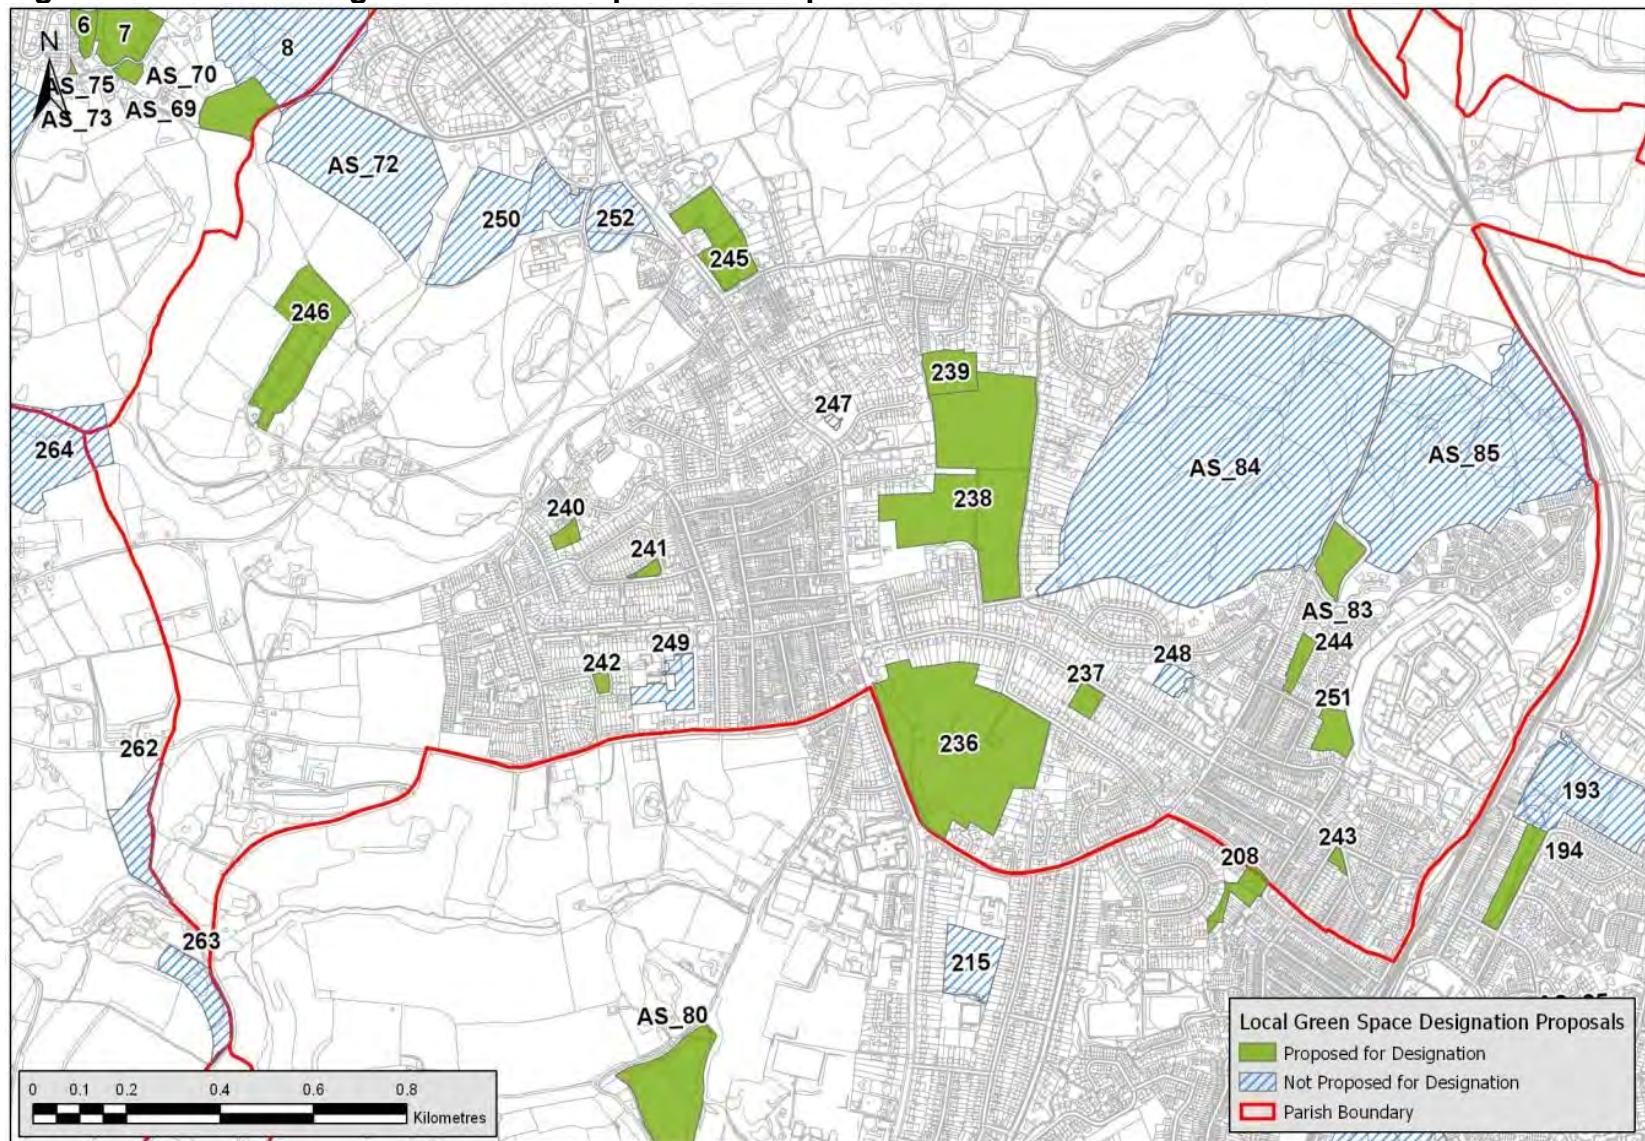 6
7
8
N
AS_75
AS_70
AS_73
AS_69
AS_72
250
252
245
246
239
247
264
AS_84
AS_85
238
240
241
AS_83
249
244
242
248
237
251
236
262
193
243
194
208
263
215
AS_80
Local Green Space Designation Proposals
Proposed for Designation
Not Proposed for Designation
Parish Boundary
0 0.1 0.2 0.4 0.6 0.8
Kilometres